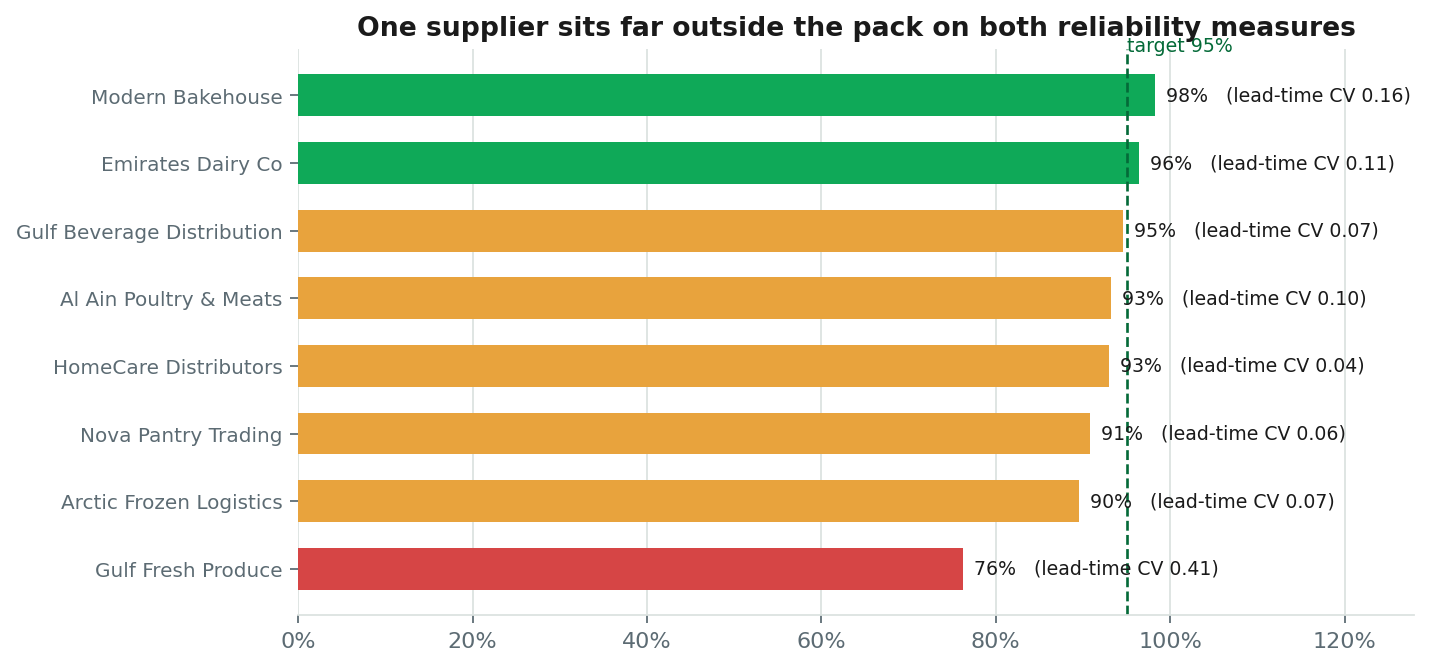 One supplier sits far outside the pack on both reliability measures
target 95%
Modern Bakehouse 98% (lead-time CV 0.16)
Emirates Dairy Co 96% (lead-time CV 0.11)
Gulf Beverage Distribution 95% (lead-time CV 0.07)
Al Ain Poultry & Meats 93% (lead-time CV 0.10)
HomeCare Distributors 93% (lead-time CV 0.04)
Nova Pantry Trading 91% (lead-time CV 0.06)
Arctic Frozen Logistics 90% (lead-time CV 0.07)
Gulf Fresh Produce 76% (lead-time CV 0.41)
0% 20% 40% 60% 80% 100% 120%